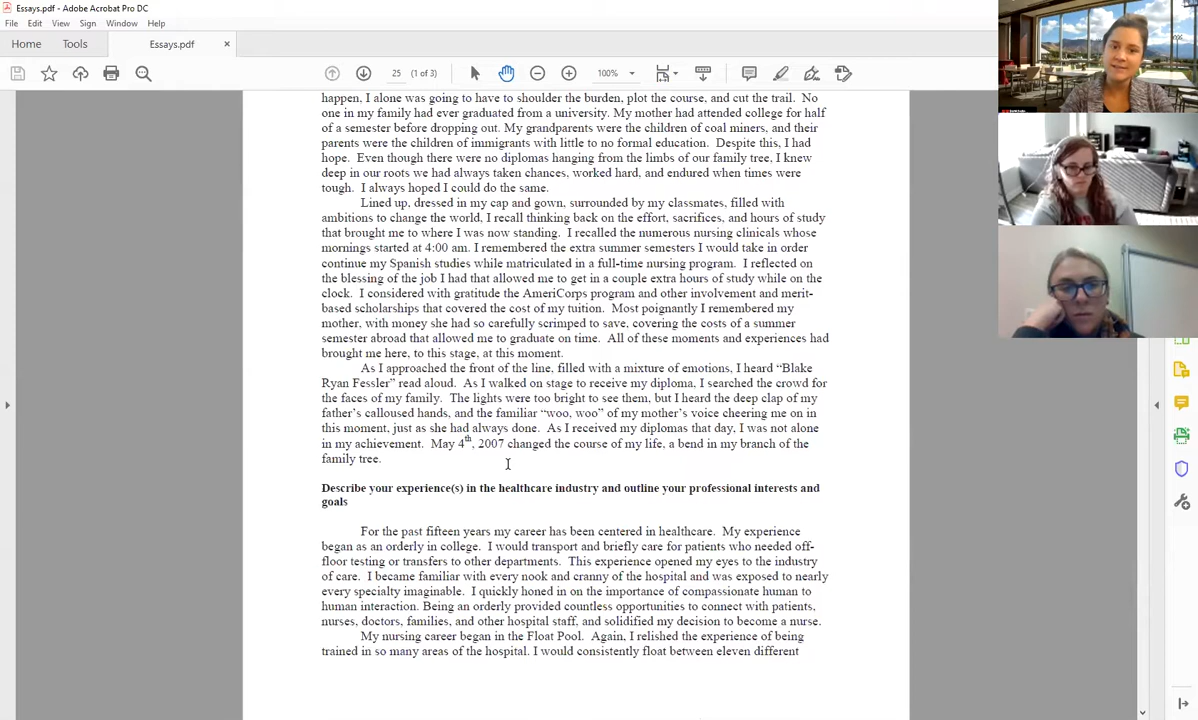 Essays.pdf - Adobe Acrobat Pro DC
File Edit View Sign Window Help
Home Tools Essays.pdf ×
25 (1 of 3) 100%
happen, I alone was going to have to shoulder the burden, plot the course, and cut the trail.  No
one in my family had ever graduated from a university. My mother had attended college for half
of a semester before dropping out. My grandparents were the children of coal miners, and their
parents were the children of immigrants with little to no formal education.  Despite this, I had
hope.  Even though there were no diplomas hanging from the limbs of our family tree, I knew
deep in our roots we had always taken chances, worked hard, and endured when times were
tough.  I always hoped I could do the same.
Lined up, dressed in my cap and gown, surrounded by my classmates, filled with
ambitions to change the world, I recall thinking back on the effort, sacrifices, and hours of study
that brought me to where I was now standing.  I recalled the numerous nursing clinicals whose
mornings started at 4:00 am. I remembered the extra summer semesters I would take in order
continue my Spanish studies while matriculated in a full-time nursing program.  I reflected on
the blessing of the job I had that allowed me to get in a couple extra hours of study while on the
clock.  I considered with gratitude the AmeriCorps program and other involvement and merit-
based scholarships that covered the cost of my tuition.  Most poignantly I remembered my
mother, with money she had so carefully scrimped to save, covering the costs of a summer
semester abroad that allowed me to graduate on time.  All of these moments and experiences had
brought me here, to this stage, at this moment.
As I approached the front of the line, filled with a mixture of emotions, I heard “Blake
Ryan Fessler” read aloud.  As I walked on stage to receive my diploma, I searched the crowd for
the faces of my family.  The lights were too bright to see them, but I heard the deep clap of my
father’s calloused hands, and the familiar “woo, woo” of my mother’s voice cheering me on in
this moment, just as she had always done.  As I received my diplomas that day, I was not alone
in my achievement.  May 4th, 2007 changed the course of my life, a bend in my branch of the
family tree.
Describe your experience(s) in the healthcare industry and outline your professional interests and
goals
For the past fifteen years my career has been centered in healthcare.  My experience
began as an orderly in college.  I would transport and briefly care for patients who needed off-
floor testing or transfers to other departments.  This experience opened my eyes to the industry
of care.  I became familiar with every nook and cranny of the hospital and was exposed to nearly
every specialty imaginable.  I quickly honed in on the importance of compassionate human to
human interaction. Being an orderly provided countless opportunities to connect with patients,
nurses, doctors, families, and other hospital staff, and solidified my decision to become a nurse.
My nursing career began in the Float Pool.  Again, I relished the experience of being
trained in so many areas of the hospital. I would consistently float between eleven different